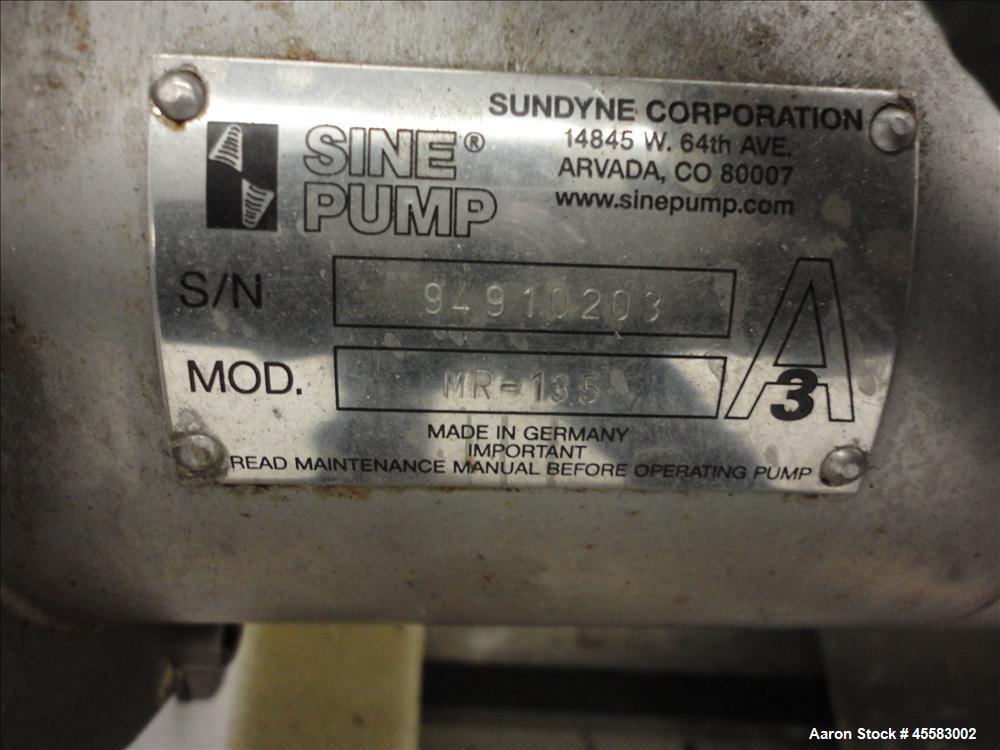 SUNDYNE CORPORATION
14845 W. 64th AVE.
ARVADA, CO 80007
www.sinepump.com
SINE®
PUMP
S/N 94910203
MOD. MR-135
A
3
MADE IN GERMANY
IMPORTANT
READ MAINTENANCE MANUAL BEFORE OPERATING PUMP
Aaron Stock # 45583002